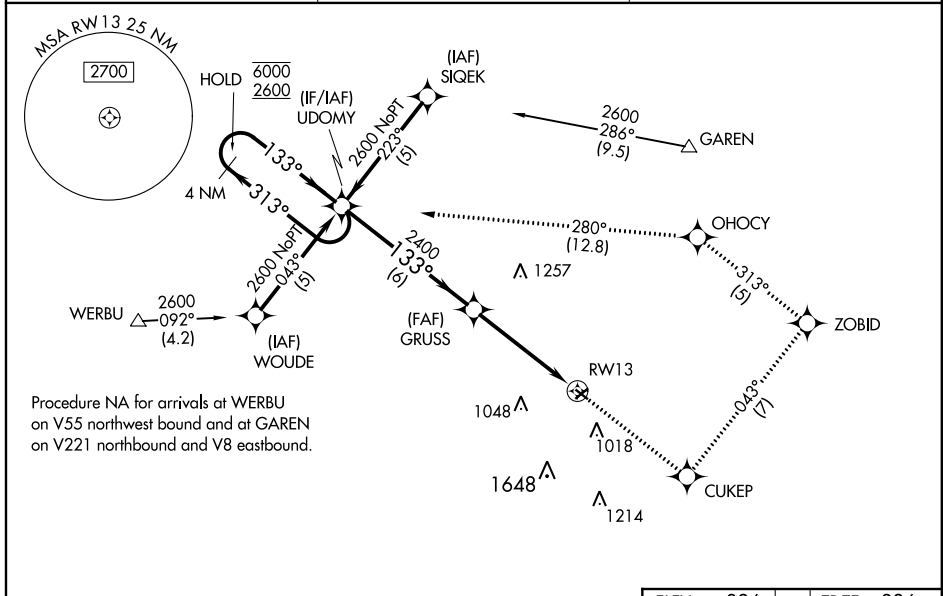 MSA RW13 25 NM
2700
HOLD
6000
2600
(IF/IAF)
UDOMY
(IAF)
SIQEK
2600 NoPT
223°
(5)
2600
286°
(9.5)
GAREN
133°
4 NM
313°
2600 NoPT
043°
(5)
2400
133°
(6)
280°
(12.8)
OHOCY
1257
313°
(5)
WERBU
2600
092°
(4.2)
(IAF)
WOUDE
(FAF)
GRUSS
ZOBID
RW13
043°
(7)
Procedure NA for arrivals at WERBU
on V55 northwest bound and at GAREN
on V221 northbound and V8 eastbound.
1048
1018
1648
CUKEP
1214